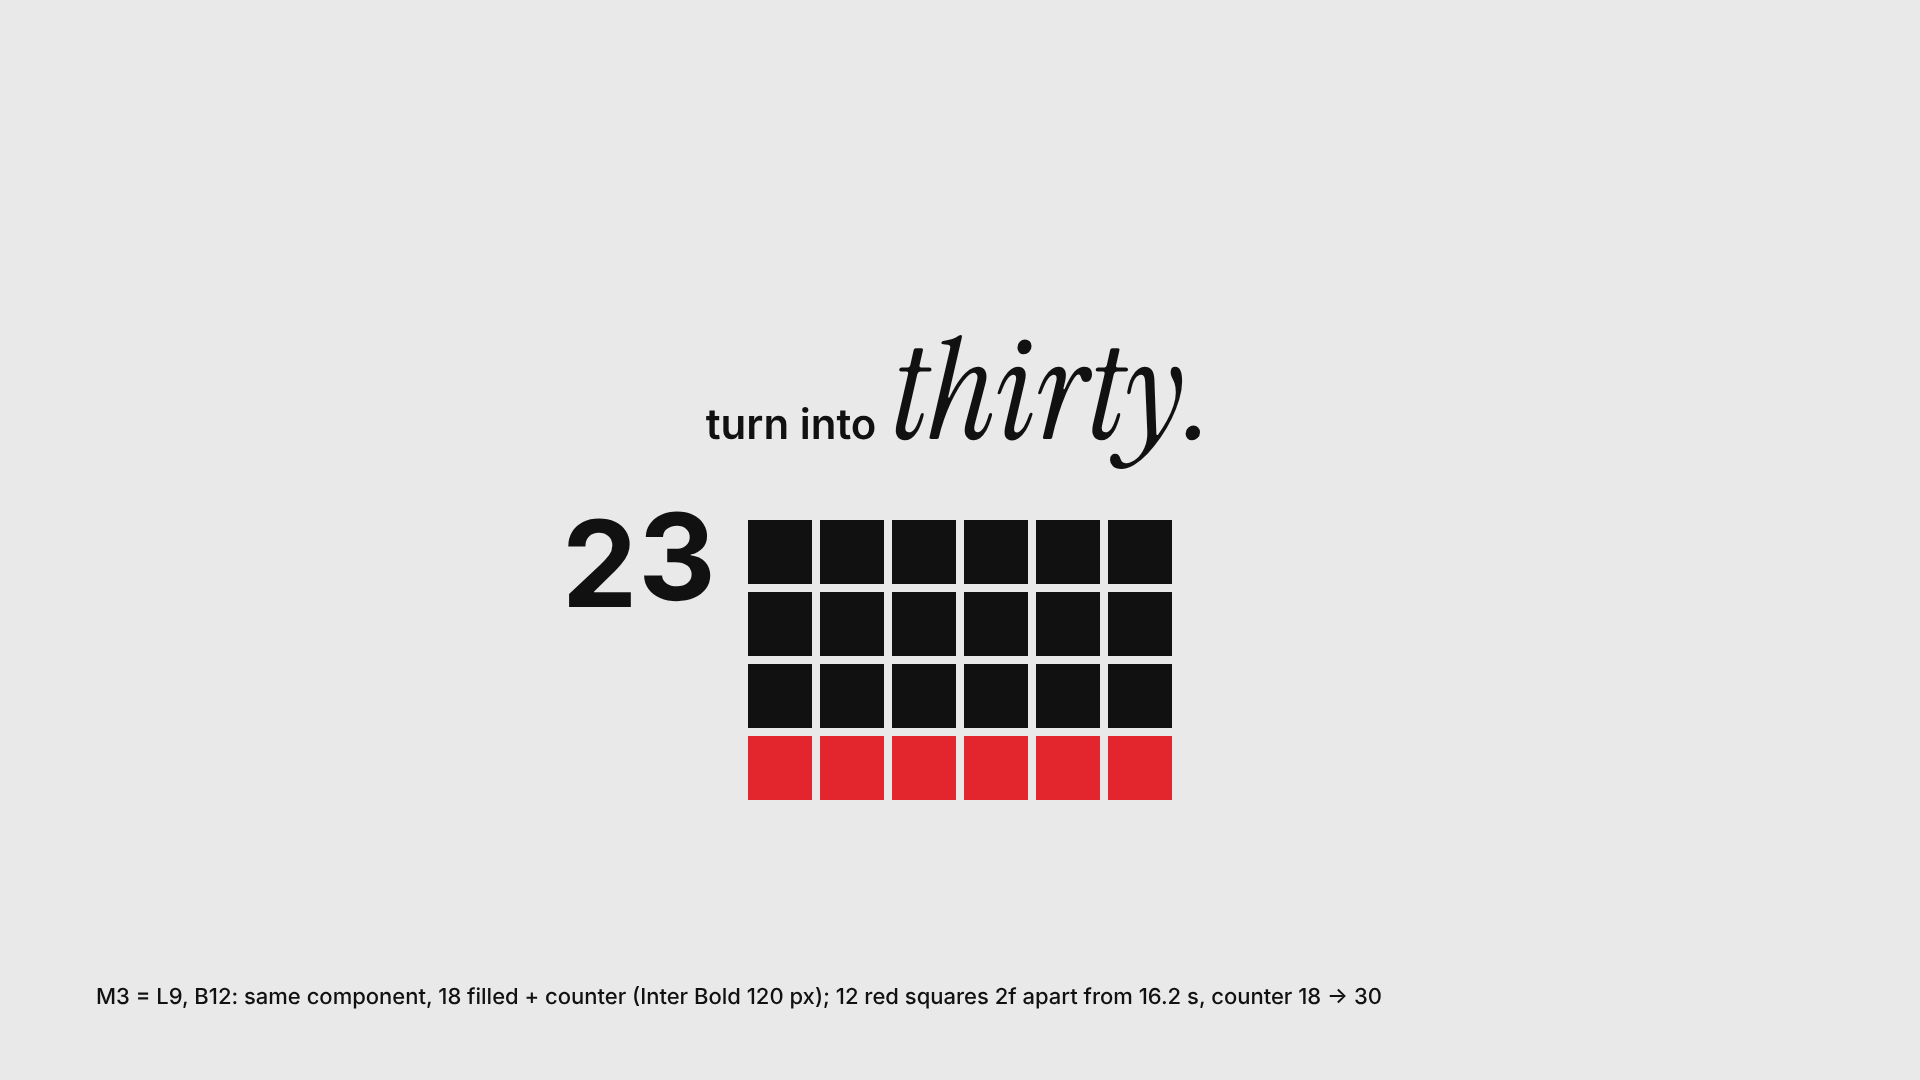 turn into thirty.
23
M3 = L9, B12: same component, 18 filled + counter (Inter Bold 120 px); 12 red squares 2f apart from 16.2 s, counter 18 → 30